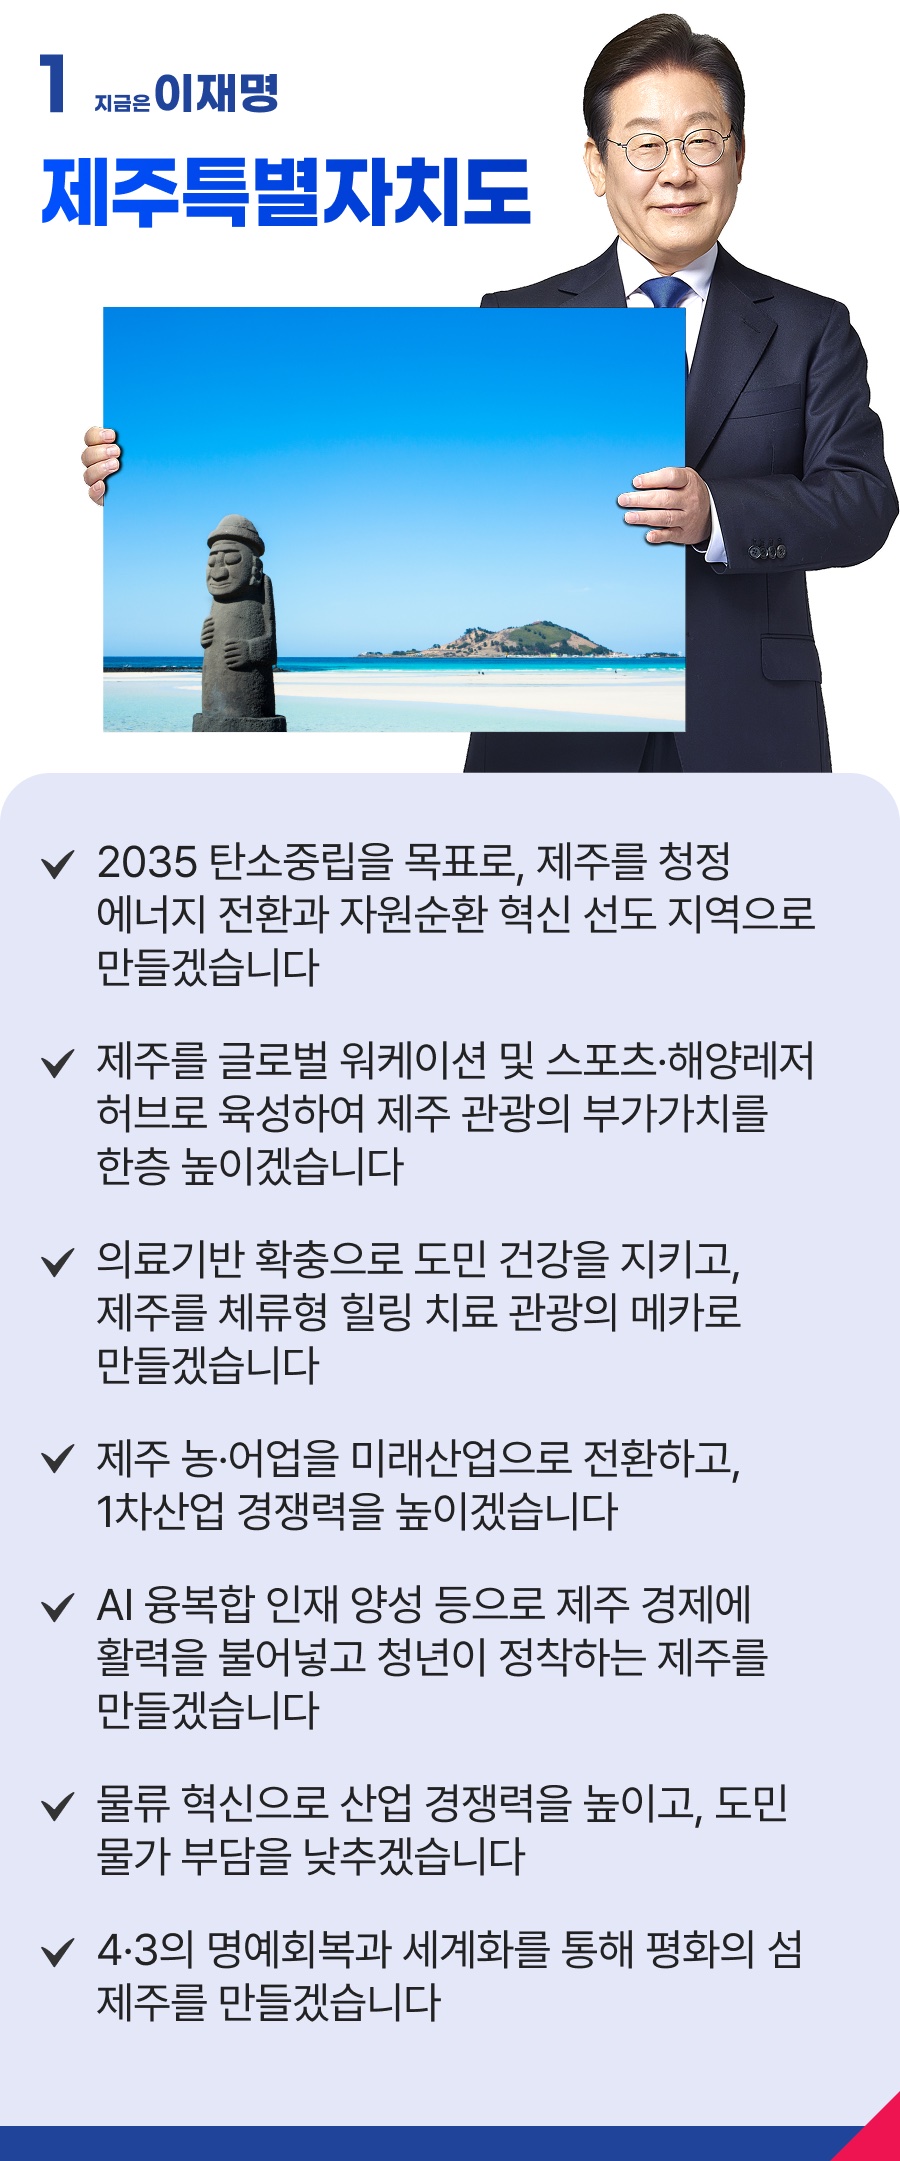 1 지금은 이재명
제주특별자치도
2035 탄소중립을 목표로, 제주를 청정
에너지 전환과 자원순환 혁신 선도 지역으로
만들겠습니다
제주를 글로벌 워케이션 및 스포츠·해양레저
허브로 육성하여 제주 관광의 부가가치를
한층 높이겠습니다
의료기반 확충으로 도민 건강을 지키고,
제주를 체류형 힐링 치료 관광의 메카로
만들겠습니다
제주 농·어업을 미래산업으로 전환하고,
1차산업 경쟁력을 높이겠습니다
AI 융복합 인재 양성 등으로 제주 경제에
활력을 불어넣고 청년이 정착하는 제주를
만들겠습니다
물류 혁신으로 산업 경쟁력을 높이고, 도민
물가 부담을 낮추겠습니다
4·3의 명예회복과 세계화를 통해 평화의 섬
제주를 만들겠습니다